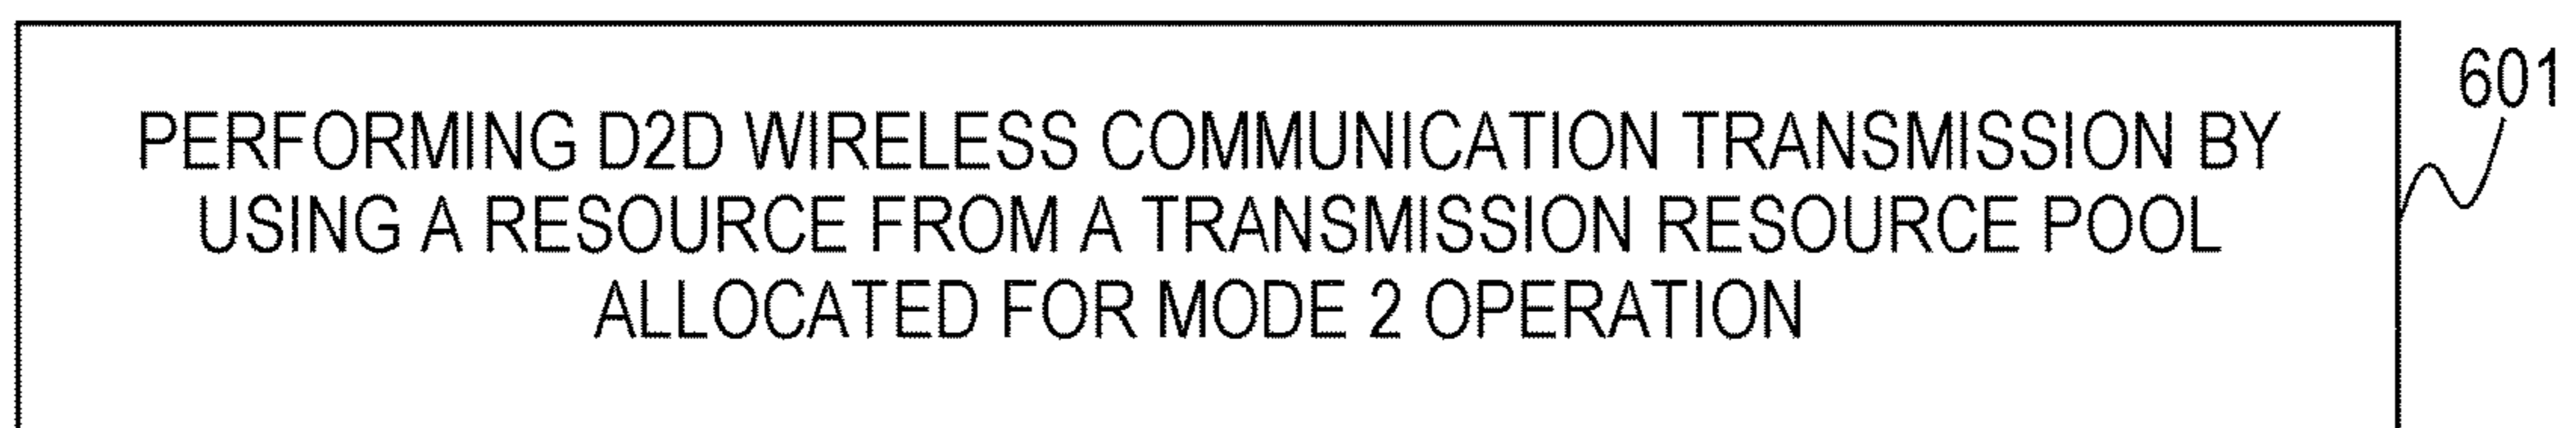 601
PERFORMING D2D WIRELESS COMMUNICATION TRANSMISSION BY
USING A RESOURCE FROM A TRANSMISSION RESOURCE POOL
ALLOCATED FOR MODE 2 OPERATION